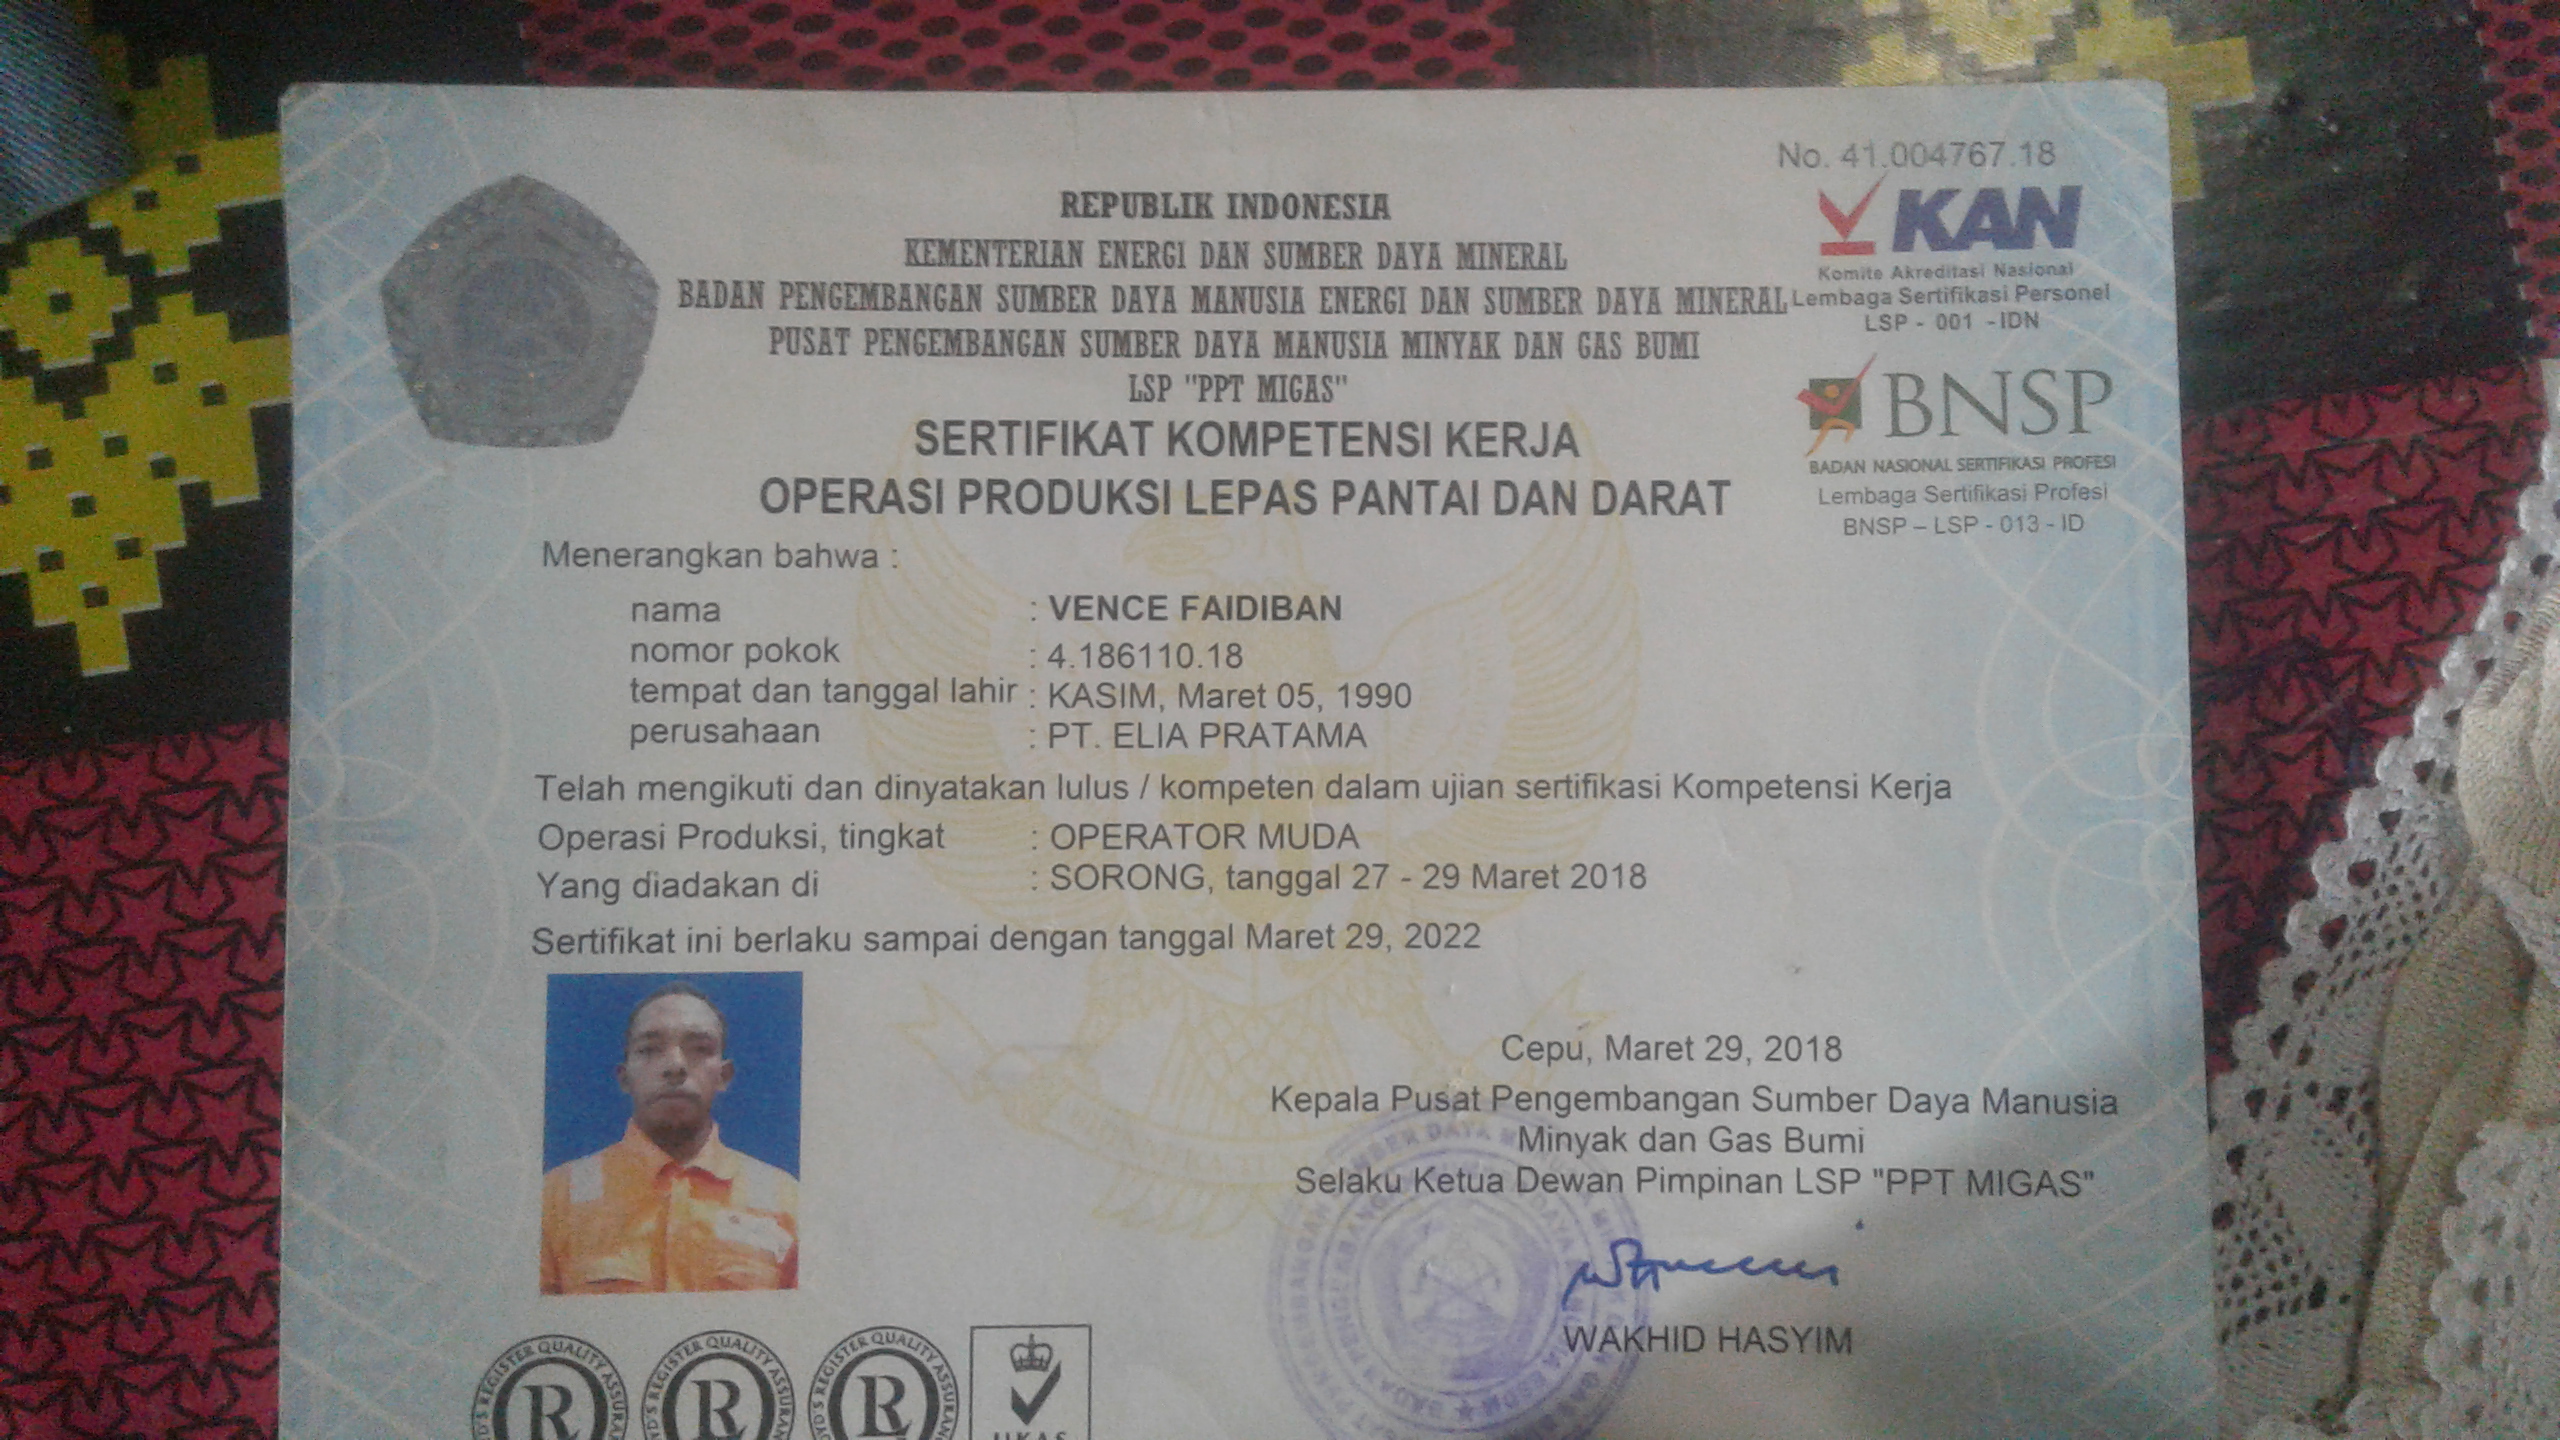 No. 41.004767.18
REPUBLIK INDONESIA
KEMENTERIAN ENERGI DAN SUMBER DAYA MINERAL
BADAN PENGEMBANGAN SUMBER DAYA MANUSIA ENERGI DAN SUMBER DAYA MINERAL
PUSAT PENGEMBANGAN SUMBER DAYA MANUSIA MINYAK DAN GAS BUMI
LSP "PPT MIGAS"
KAN
Komite Akreditasi Nasional
Lembaga Sertifikasi Personel
LSP - 001 - IDN
BNSP
BADAN NASIONAL SERTIFIKASI PROFESI
Lembaga Sertifikasi Profesi
BNSP – LSP - 013 - ID
SERTIFIKAT KOMPETENSI KERJA
OPERASI PRODUKSI LEPAS PANTAI DAN DARAT
Menerangkan bahwa :
nama : VENCE FAIDIBAN
nomor pokok : 4.186110.18
tempat dan tanggal lahir : KASIM, Maret 05, 1990
perusahaan : PT. ELIA PRATAMA
Telah mengikuti dan dinyatakan lulus / kompeten dalam ujian sertifikasi Kompetensi Kerja
Operasi Produksi, tingkat : OPERATOR MUDA
Yang diadakan di : SORONG, tanggal 27 - 29 Maret 2018
Sertifikat ini berlaku sampai dengan tanggal Maret 29, 2022
Cepu, Maret 29, 2018
Kepala Pusat Pengembangan Sumber Daya Manusia
Minyak dan Gas Bumi
Selaku Ketua Dewan Pimpinan LSP "PPT MIGAS"
WAKHID HASYIM
REGISTER QUALITY
R
REGISTER QUALITY
R
REGISTER QUALITY
R